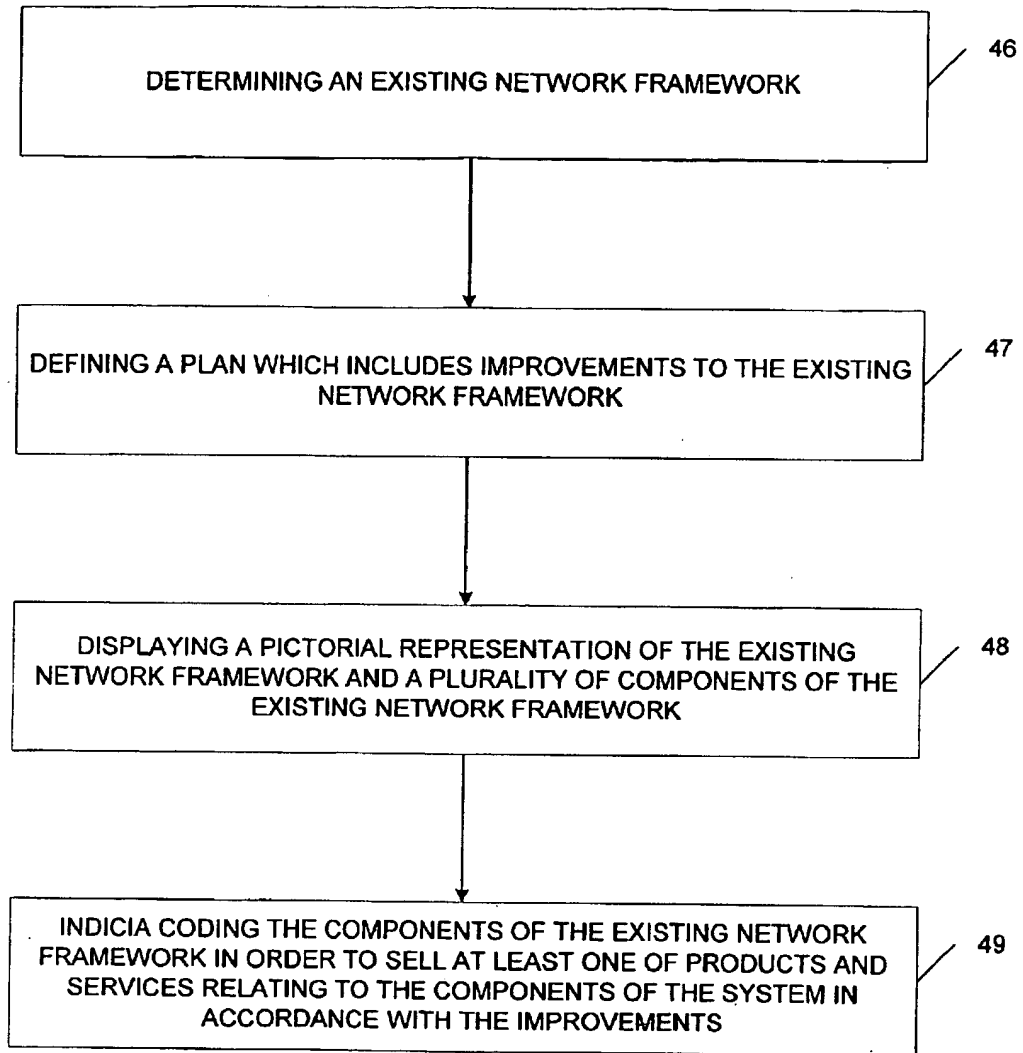 46
DETERMINING AN EXISTING NETWORK FRAMEWORK
47
DEFINING A PLAN WHICH INCLUDES IMPROVEMENTS TO THE EXISTING
NETWORK FRAMEWORK
48
DISPLAYING A PICTORIAL REPRESENTATION OF THE EXISTING
NETWORK FRAMEWORK AND A PLURALITY OF COMPONENTS OF THE
EXISTING NETWORK FRAMEWORK
49
INDICIA CODING THE COMPONENTS OF THE EXISTING NETWORK
FRAMEWORK IN ORDER TO SELL AT LEAST ONE OF PRODUCTS AND
SERVICES RELATING TO THE COMPONENTS OF THE SYSTEM IN
ACCORDANCE WITH THE IMPROVEMENTS